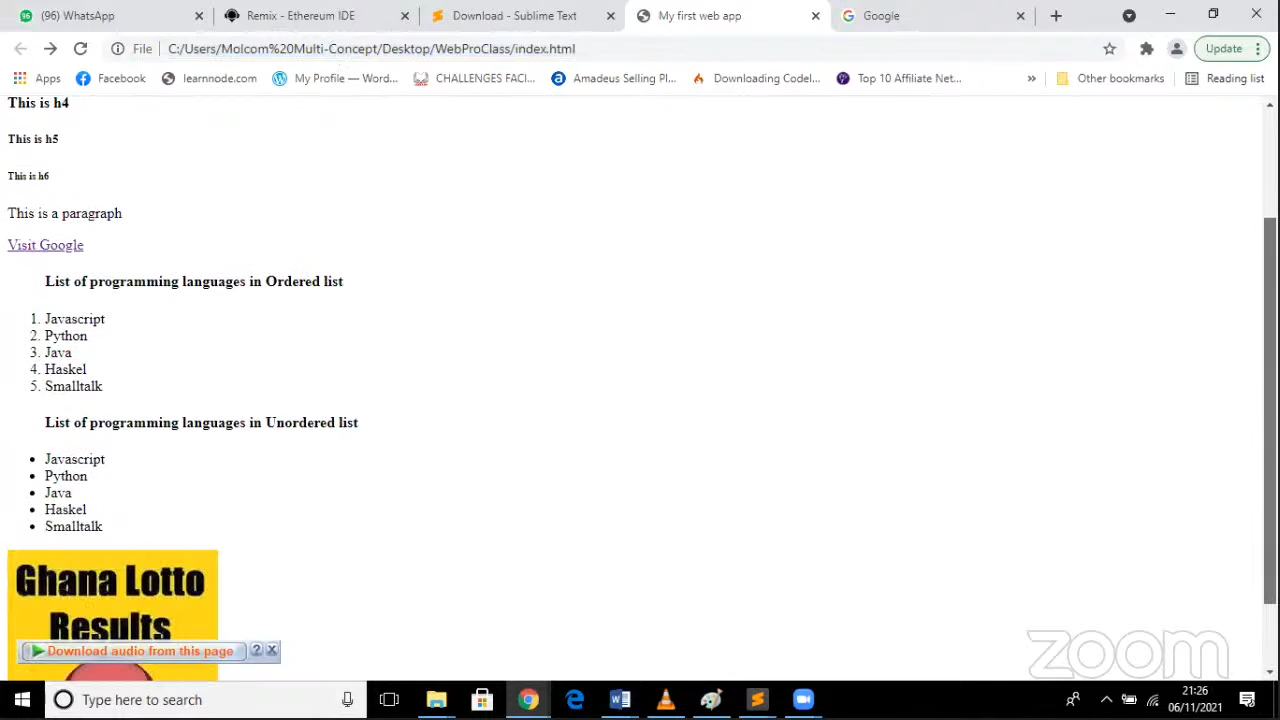 (96) WhatsApp
Remix - Ethereum IDE
Download - Sublime Text
My first web app
Google
File
C:/Users/Molcom%20Multi-Concept/Desktop/WebProClass/index.html
Update
Apps
Facebook
learnnode.com
My Profile — Word...
CHALLENGES FACI...
Amadeus Selling Pl...
Downloading Codel...
Top 10 Affiliate Net...
»
Other bookmarks
Reading list
This is h4
This is h5
This is h6
This is a paragraph
Visit Google
List of programming languages in Ordered list
1. Javascript
2. Python
3. Java
4. Haskel
5. Smalltalk
List of programming languages in Unordered list
• Javascript
• Python
• Java
• Haskel
• Smalltalk
Ghana Lotto
Results
Download audio from this page
zoom
Type here to search
21:26
06/11/2021